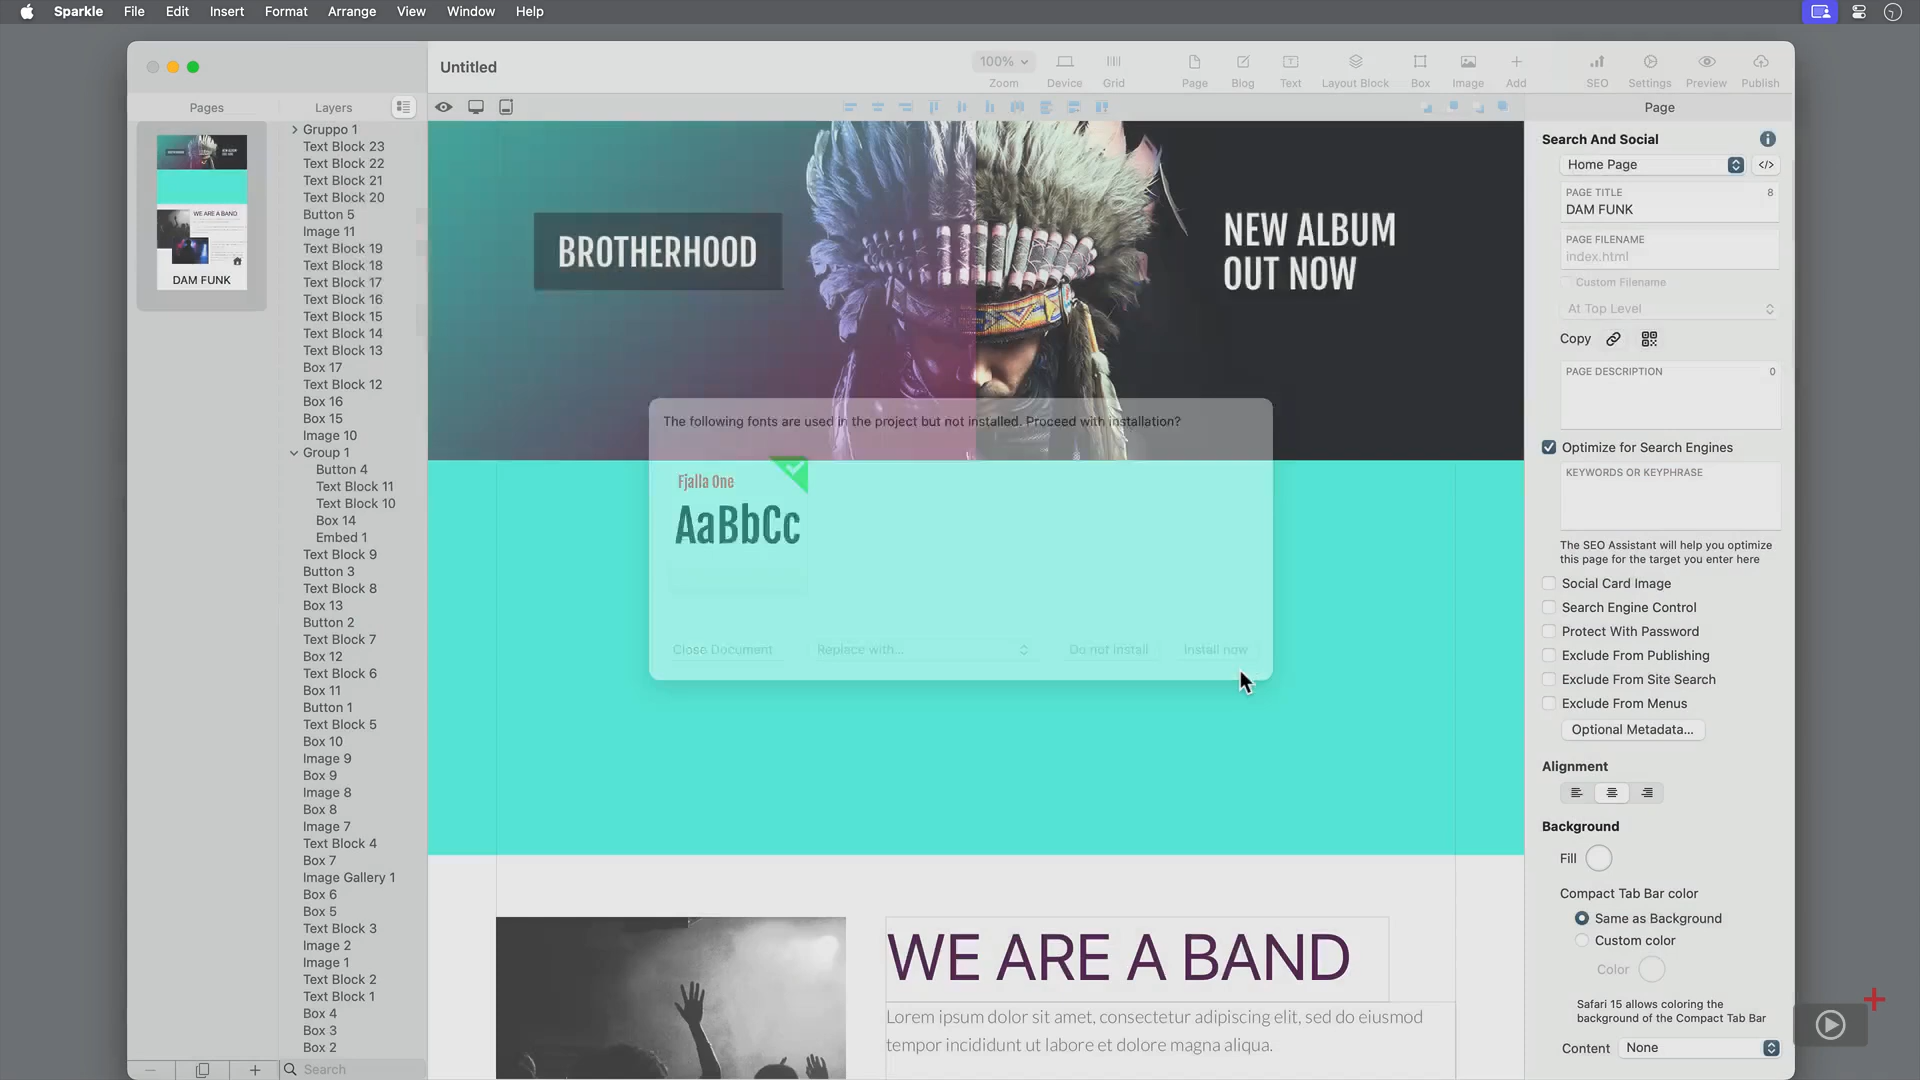 Sparkle File Edit Insert Format Arrange View Window Help
Untitled
100%
Zoom Device Grid Page Blog Text Layout Block Box Image Add SEO Settings Preview Publish
Pages Layers Page
WE ARE A BAND
DAM FUNK
Gruppo 1
Text Block 23
Text Block 22
Text Block 21
Text Block 20
Button 5
Image 11
Text Block 19
Text Block 18
Text Block 17
Text Block 16
Text Block 15
Text Block 14
Text Block 13
Box 17
Text Block 12
Box 16
Box 15
Image 10
Group 1
Button 4
Text Block 11
Text Block 10
Box 14
Embed 1
Text Block 9
Button 3
Text Block 8
Box 13
Button 2
Text Block 7
Box 12
Text Block 6
Box 11
Button 1
Text Block 5
Box 10
Image 9
Box 9
Image 8
Box 8
Image 7
Text Block 4
Box 7
Image Gallery 1
Box 6
Box 5
Text Block 3
Image 2
Image 1
Text Block 2
Text Block 1
Box 4
Box 3
Box 2
Search
BROTHERHOOD
NEW ALBUM
OUT NOW
The following fonts are used in the project but not installed. Proceed with installation?
Fjalla One
AaBbCc
Close Document Replace with... Do not install Install now
WE ARE A BAND
Lorem ipsum dolor sit amet, consectetur adipiscing elit, sed do eiusmod
tempor incididunt ut labore et dolore magna aliqua.
Search And Social
Home Page
PAGE TITLE 8
DAM FUNK
PAGE FILENAME
index.html
Custom Filename
At Top Level
Copy
PAGE DESCRIPTION 0
Optimize for Search Engines
KEYWORDS OR KEYPHRASE
The SEO Assistant will help you optimize
this page for the target you enter here
Social Card Image
Search Engine Control
Protect With Password
Exclude From Publishing
Exclude From Site Search
Exclude From Menus
Optional Metadata...
Alignment
Background
Fill
Compact Tab Bar color
Same as Background
Custom color
Color
Safari 15 allows coloring the
background of the Compact Tab Bar
Content None